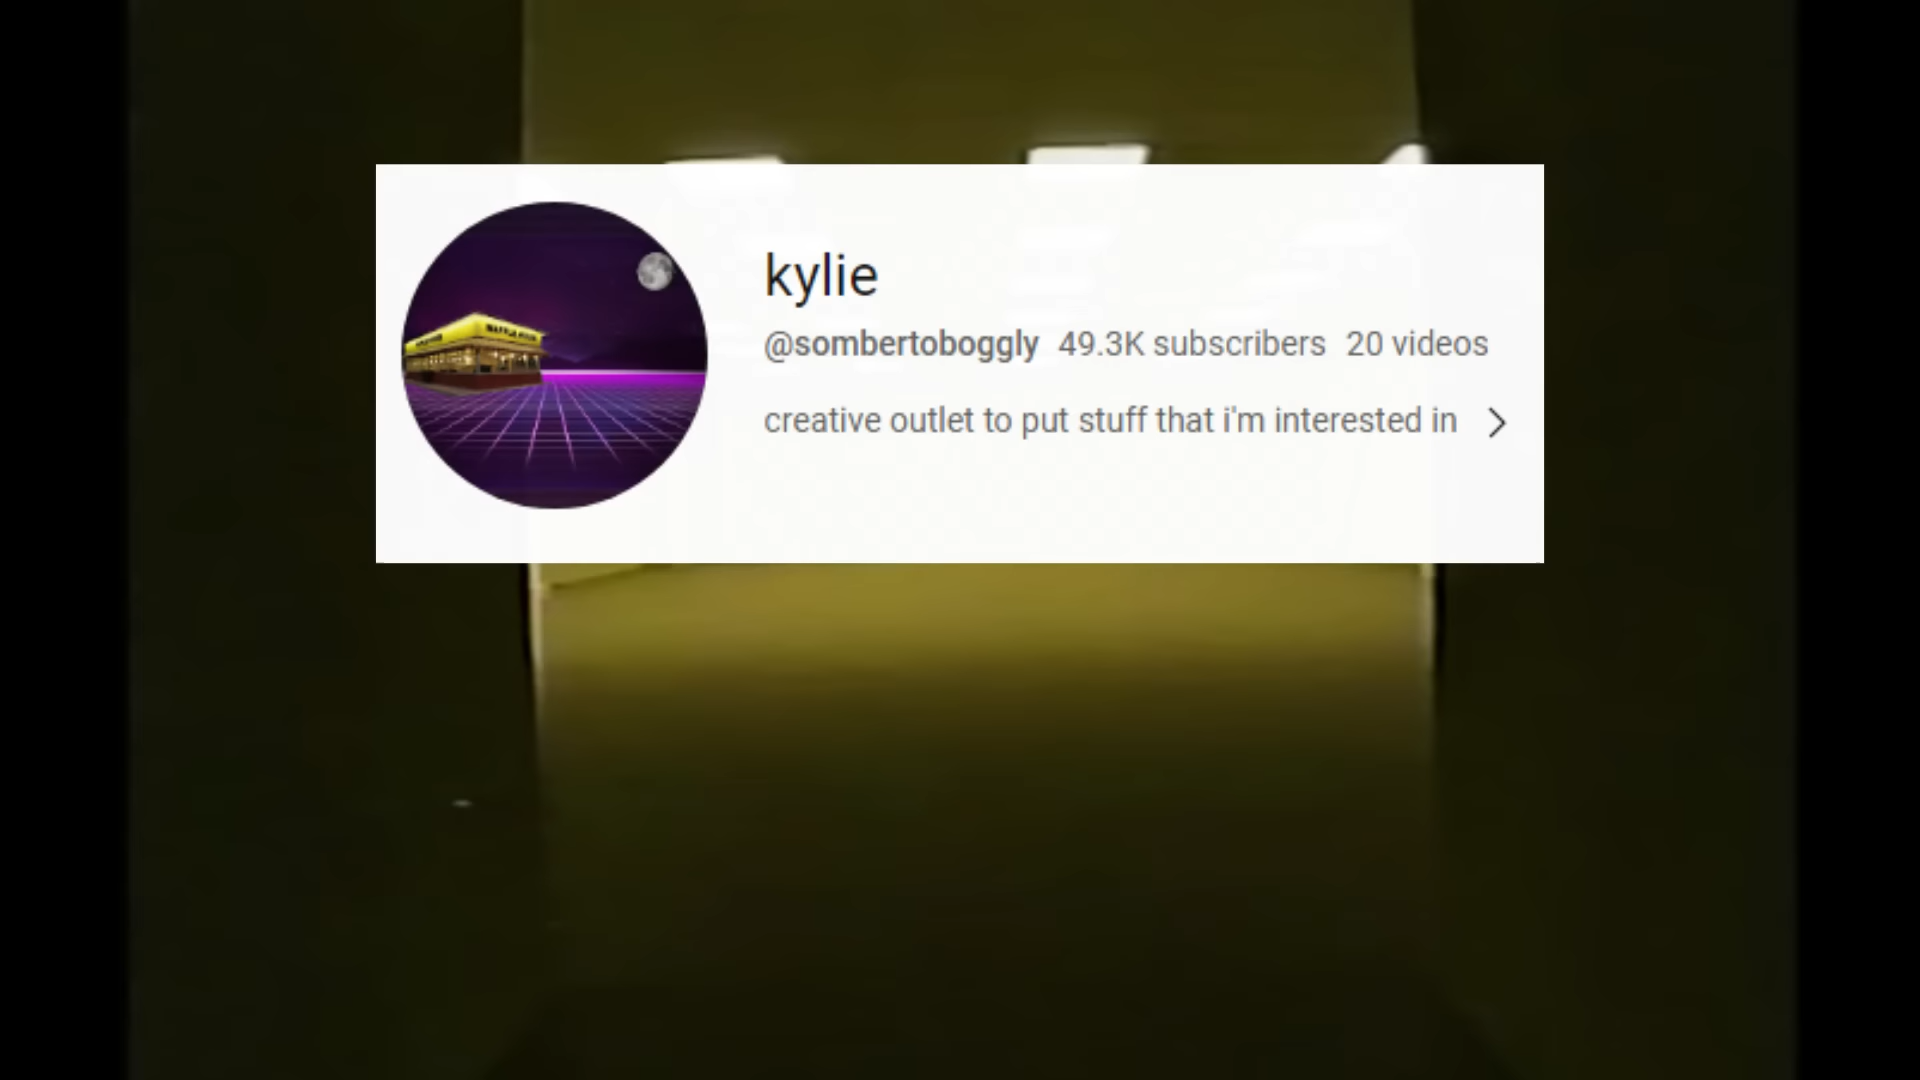 kylie
@sombertoboggly 49.3K subscribers 20 videos
creative outlet to put stuff that i'm interested in